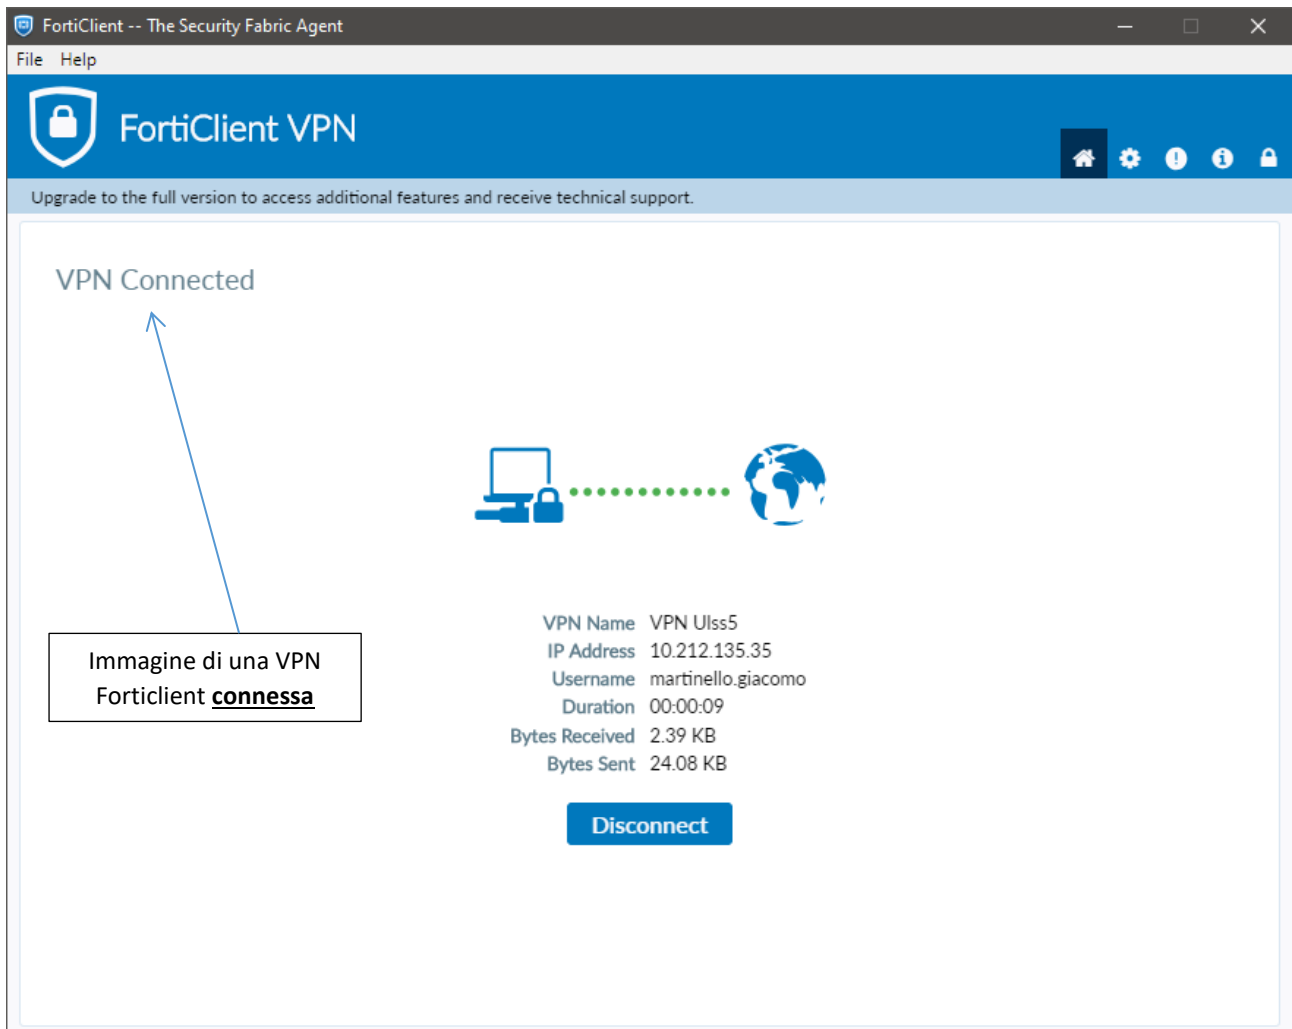 FortiClient -- The Security Fabric Agent
File Help
FortiClient VPN
Upgrade to the full version to access additional features and receive technical support.
VPN Connected
Immagine di una VPN
Forticlient connessa
VPN Name VPN Ulss5
IP Address 10.212.135.35
Username martinello.giacomo
Duration 00:00:09
Bytes Received 2.39 KB
Bytes Sent 24.08 KB
Disconnect